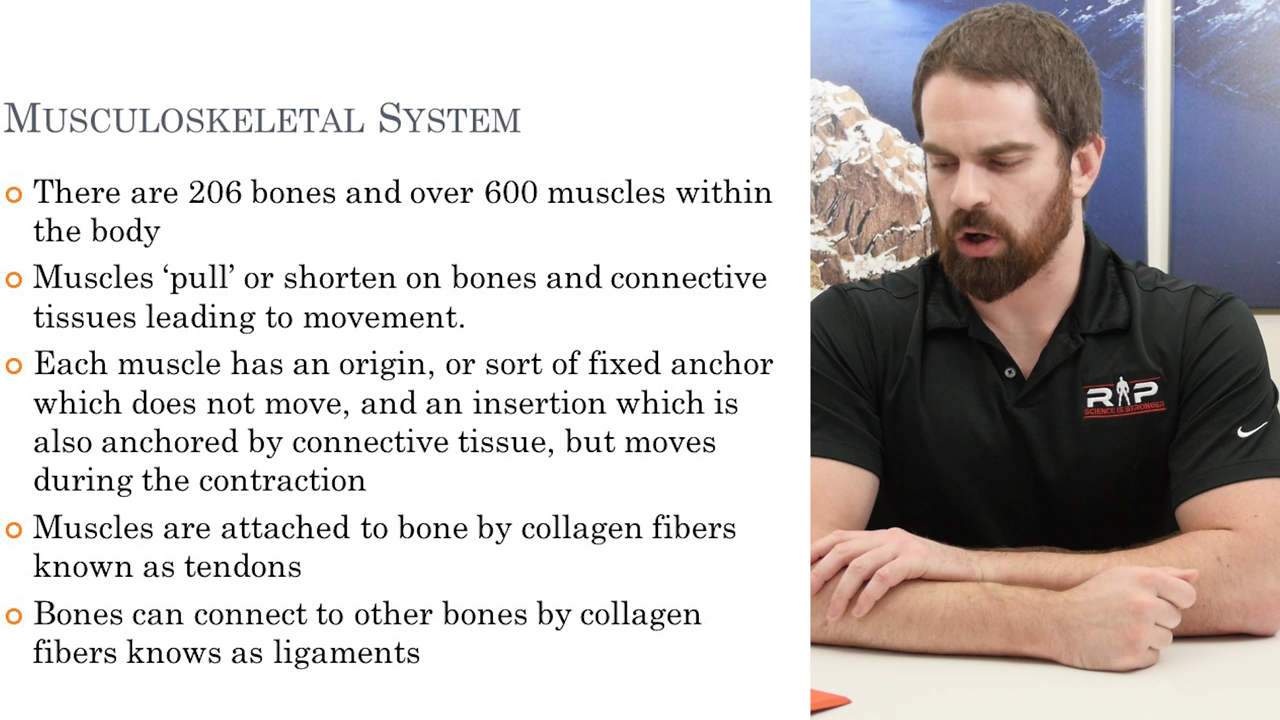 MUSCULOSKELETAL SYSTEM
There are 206 bones and over 600 muscles within
the body
Muscles ‘pull’ or shorten on bones and connective
tissues leading to movement.
Each muscle has an origin, or sort of fixed anchor
which does not move, and an insertion which is
also anchored by connective tissue, but moves
during the contraction
Muscles are attached to bone by collagen fibers
known as tendons
Bones can connect to other bones by collagen
fibers knows as ligaments
RP
SCIENCE IS STRONGER